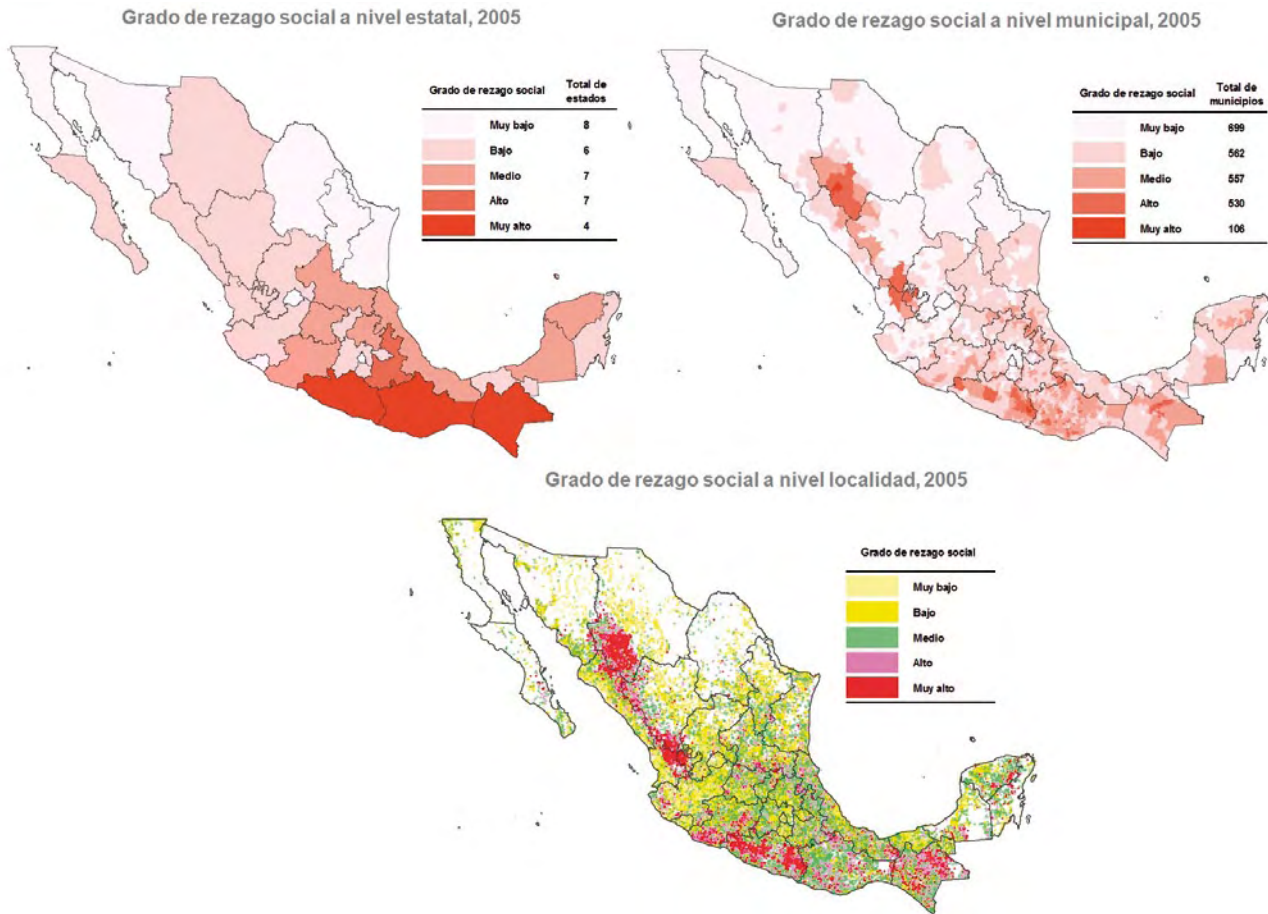 Grado de rezago social a nivel estatal, 2005
Grado de rezago social Total de estados
Muy bajo 8
Bajo 6
Medio 7
Alto 7
Muy alto 4
Grado de rezago social a nivel municipal, 2005
Grado de rezago social Total de municipios
Muy bajo 699
Bajo 562
Medio 557
Alto 530
Muy alto 106
Grado de rezago social a nivel localidad, 2005
Grado de rezago social
Muy bajo
Bajo
Medio
Alto
Muy alto